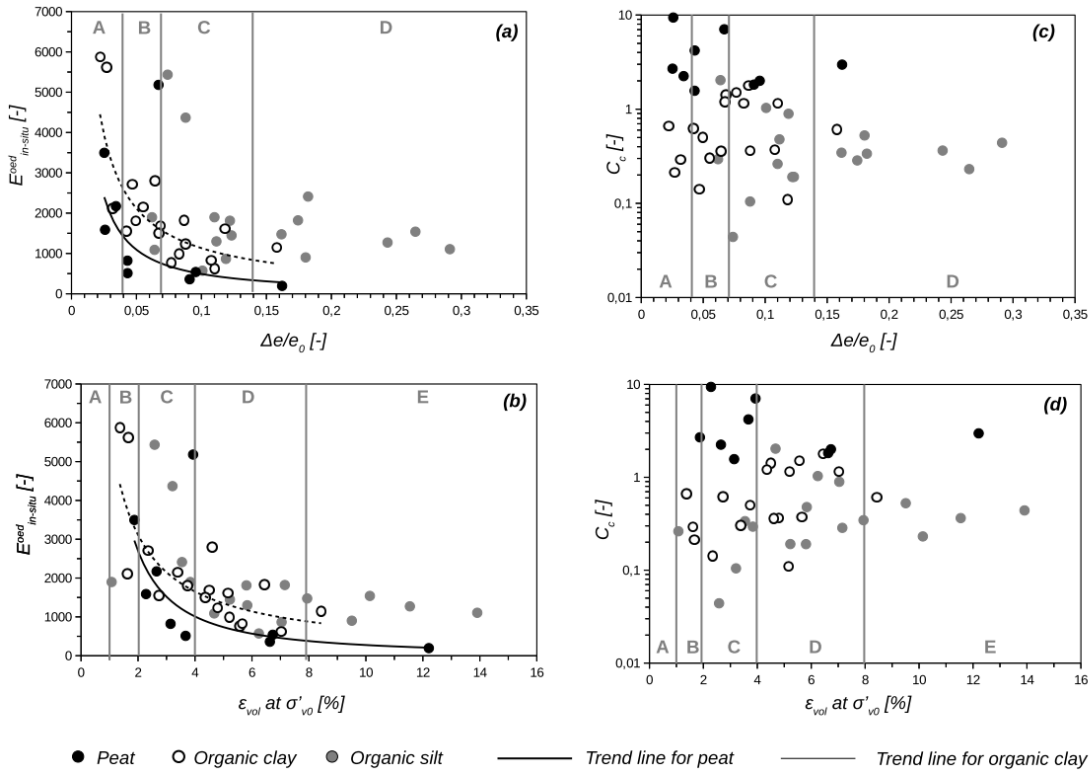 7000
6000
5000
4000
3000
2000
1000
0
A
B
C
D
(a)
E^oed_in-situ [-]
0
0,05
0,1
0,15
0,2
0,25
0,3
0,35
Δe/e0 [-]
10
1
0,1
0,01
A
B
C
D
(c)
Cc [-]
0
0,05
0,1
0,15
0,2
0,25
0,3
0,35
Δe/e0 [-]
7000
6000
5000
4000
3000
2000
1000
0
A
B
C
D
E
(b)
E^oed_in-situ [-]
0
2
4
6
8
10
12
14
16
εvol at σ'v0 [%]
10
1
0,1
0,01
A
B
C
D
E
(d)
Cc [-]
0
2
4
6
8
10
12
14
16
εvol at σ'v0 [%]
Peat
Organic clay
Organic silt
Trend line for peat
Trend line for organic clay